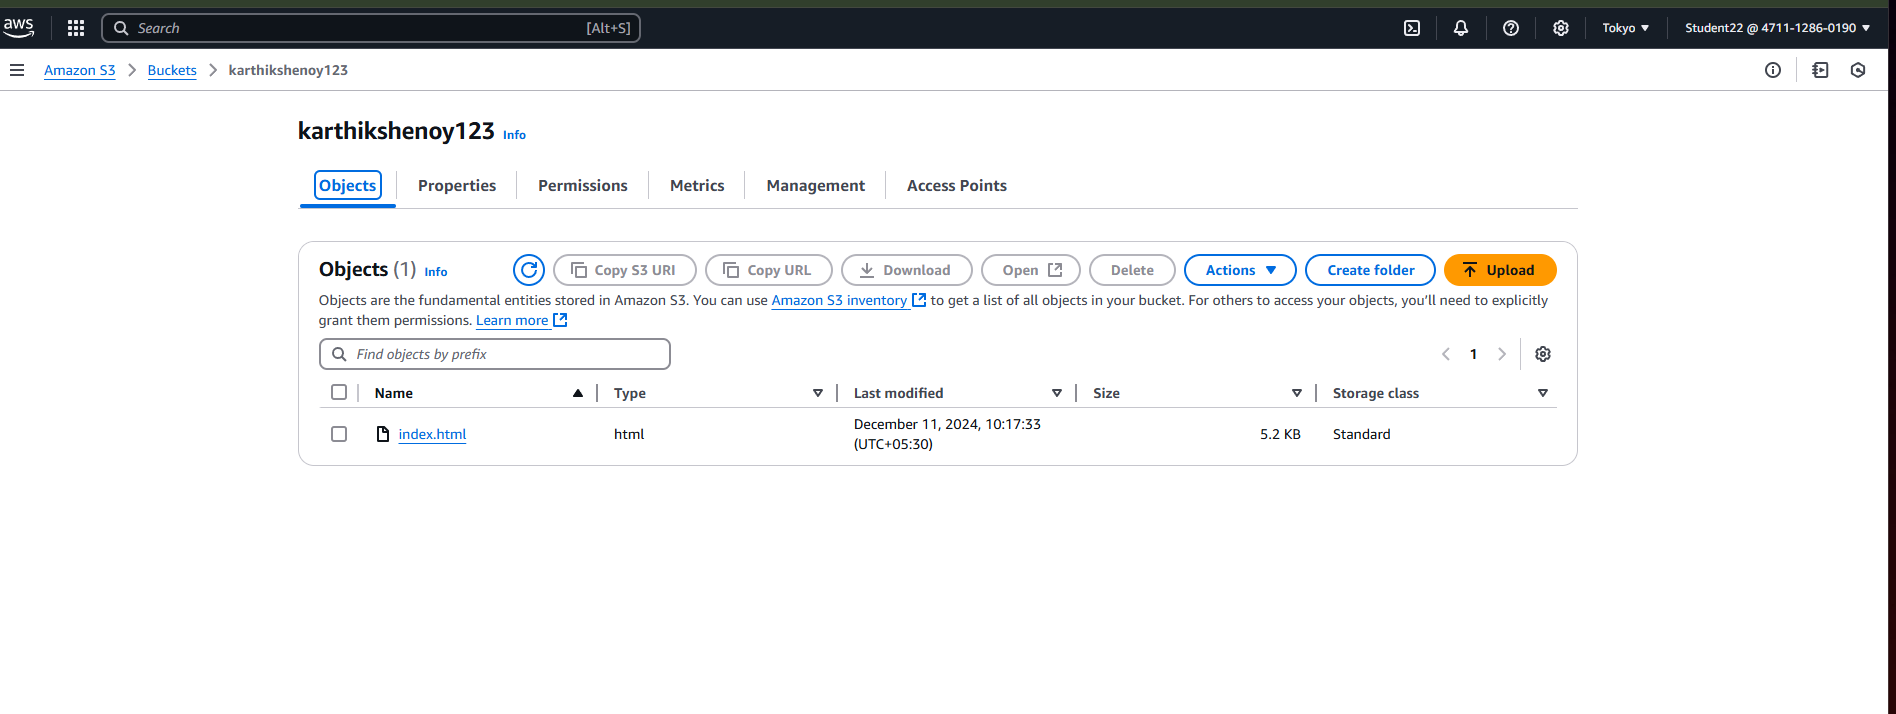 aws Search [Alt+S] Tokyo Student22 @ 4711-1286-0190
Amazon S3 Buckets karthikshenoy123
karthikshenoy123 Info
Objects Properties Permissions Metrics Management Access Points
Objects (1) Info Copy S3 URI Copy URL Download Open Delete Actions Create folder Upload
Objects are the fundamental entities stored in Amazon S3. You can use Amazon S3 inventory to get a list of all objects in your bucket. For others to access your objects, you'll need to explicitly
grant them permissions. Learn more
Find objects by prefix 1
Name Type Last modified Size Storage class
index.html html December 11, 2024, 10:17:33 5.2 KB Standard
(UTC+05:30)